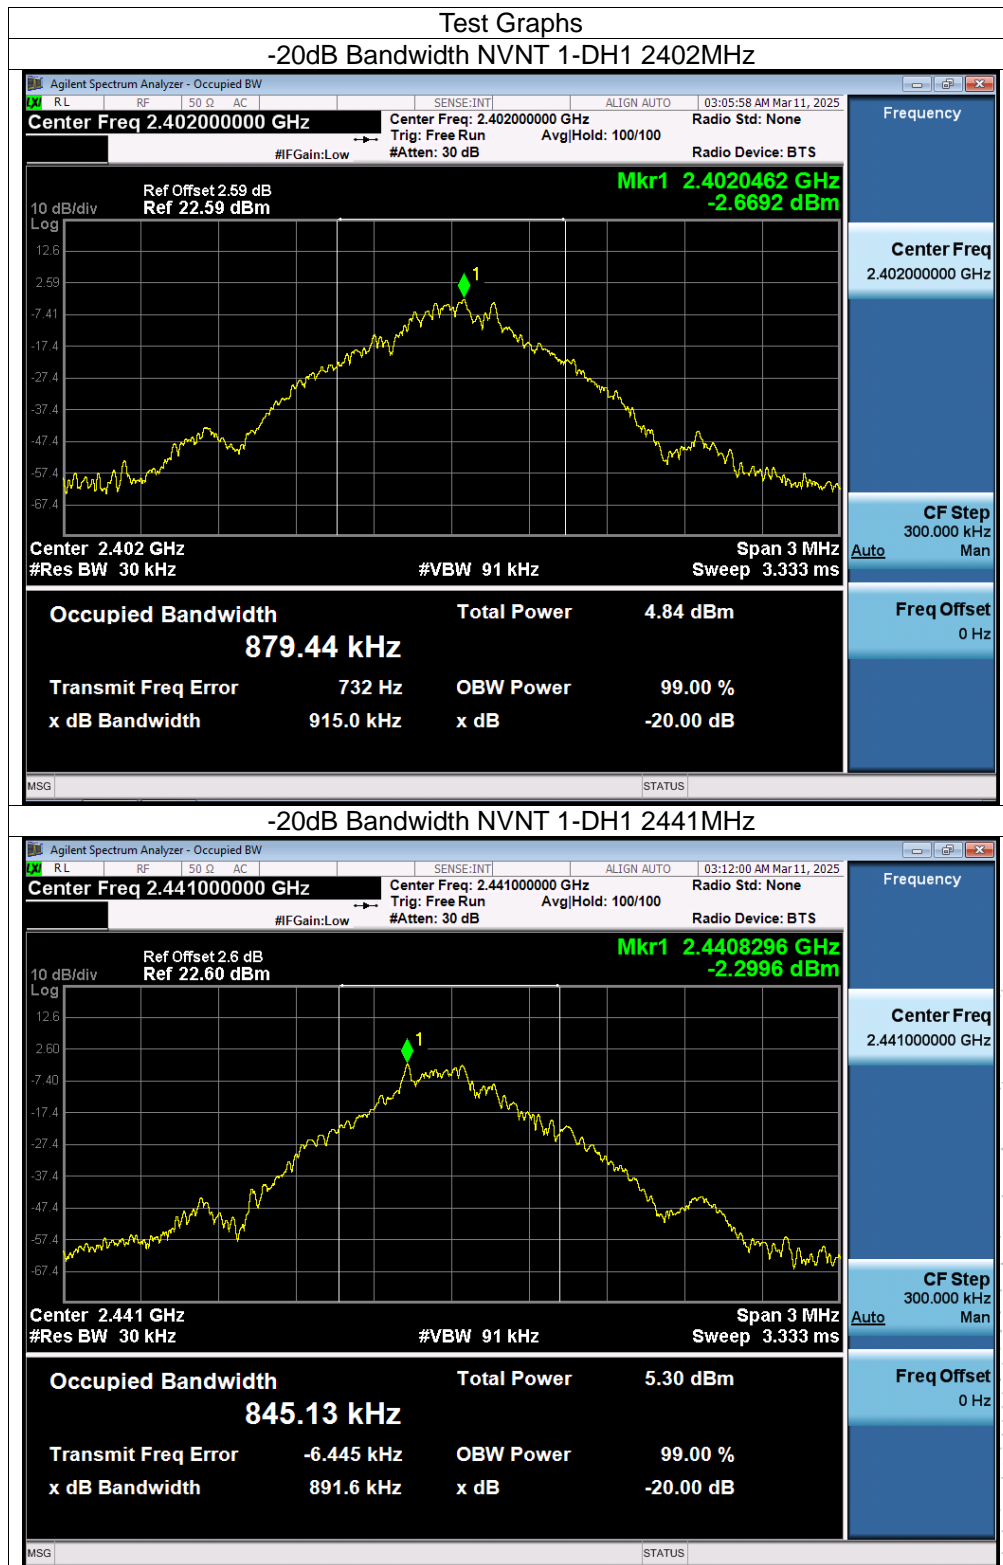 Test Graphs
-20dB Bandwidth NVNT 1-DH1 2402MHz
Agilent Spectrum Analyzer - Occupied BW
LXI RL RF 50 Ω AC SENSE:INT ALIGN AUTO 03:05:58 AM Mar 11, 2025
Center Freq 2.402000000 GHz Center Freq: 2.402000000 GHz Radio Std: None Frequency
Trig: Free Run Avg|Hold: 100/100
#IFGain:Low #Atten: 30 dB Radio Device: BTS
Mkr1 2.4020462 GHz
Ref Offset 2.59 dB
10 dB/div Ref 22.59 dBm -2.6692 dBm
Log
12.6
2.59
-7.41
-17.4
-27.4
-37.4
-47.4
-57.4
-67.4
1
Center Freq
2.402000000 GHz
CF Step
300.000 kHz
Auto Man
Center 2.402 GHz Span 3 MHz
#Res BW 30 kHz #VBW 91 kHz Sweep 3.333 ms
Freq Offset
0 Hz
Occupied Bandwidth Total Power 4.84 dBm
879.44 kHz
Transmit Freq Error 732 Hz OBW Power 99.00 %
x dB Bandwidth 915.0 kHz x dB -20.00 dB
MSG STATUS
-20dB Bandwidth NVNT 1-DH1 2441MHz
Agilent Spectrum Analyzer - Occupied BW
LXI RL RF 50 Ω AC SENSE:INT ALIGN AUTO 03:12:00 AM Mar 11, 2025
Center Freq 2.441000000 GHz Center Freq: 2.441000000 GHz Radio Std: None Frequency
Trig: Free Run Avg|Hold: 100/100
#IFGain:Low #Atten: 30 dB Radio Device: BTS
Mkr1 2.4408296 GHz
Ref Offset 2.6 dB
10 dB/div Ref 22.60 dBm -2.2996 dBm
Log
12.6
2.60
-7.40
-17.4
-27.4
-37.4
-47.4
-57.4
-67.4
1
Center Freq
2.441000000 GHz
CF Step
300.000 kHz
Auto Man
Center 2.441 GHz Span 3 MHz
#Res BW 30 kHz #VBW 91 kHz Sweep 3.333 ms
Freq Offset
0 Hz
Occupied Bandwidth Total Power 5.30 dBm
845.13 kHz
Transmit Freq Error -6.445 kHz OBW Power 99.00 %
x dB Bandwidth 891.6 kHz x dB -20.00 dB
MSG STATUS